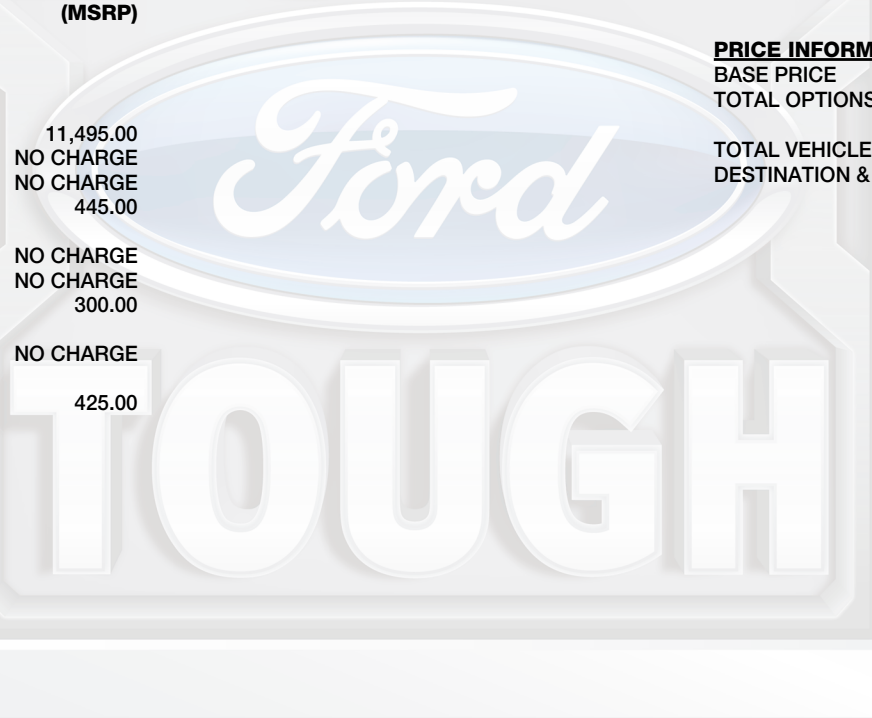 (MSRP)
PRICE INFORM
BASE PRICE
TOTAL OPTIONS
11,495.00
NO CHARGE
NO CHARGE
445.00
TOTAL VEHICLE
DESTINATION &
NO CHARGE
NO CHARGE
300.00
NO CHARGE
425.00
Ford
TOUGH